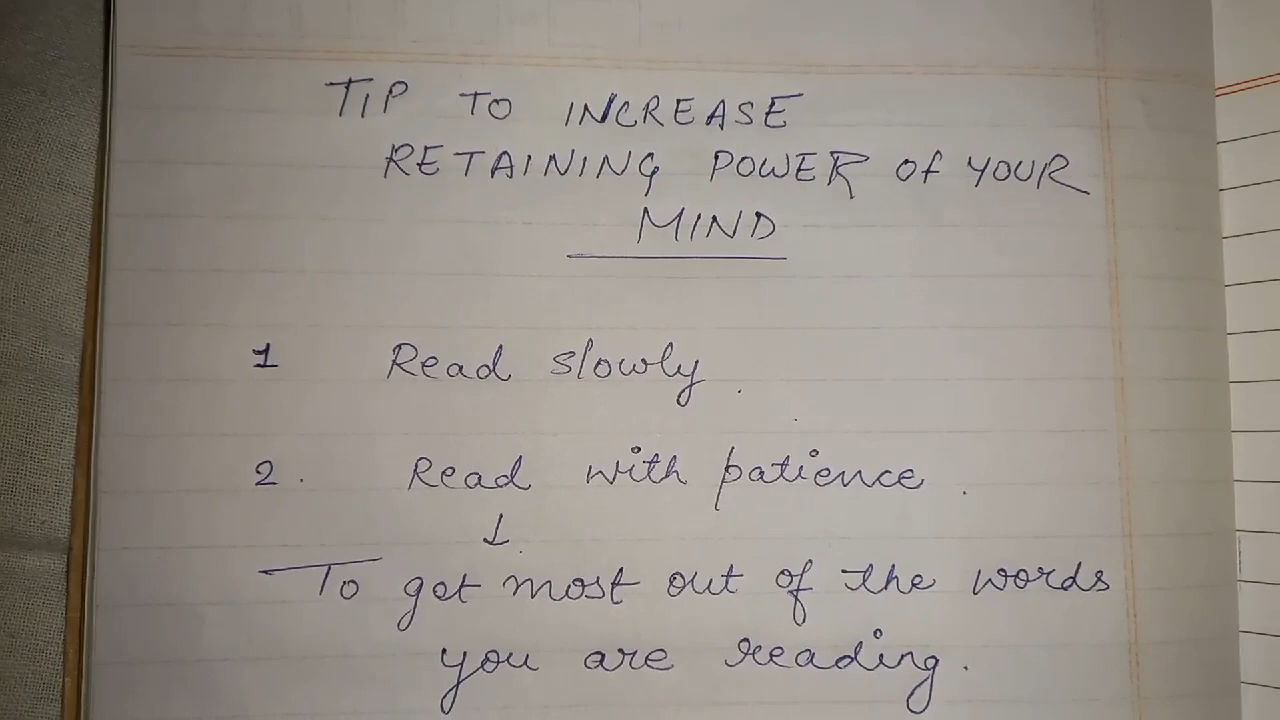 TIP TO INCREASE
RETAINING POWER Of YOUR
MIND
1 Read slowly.
2. Read with patience.
↓
To get most out of the words
you are reading.